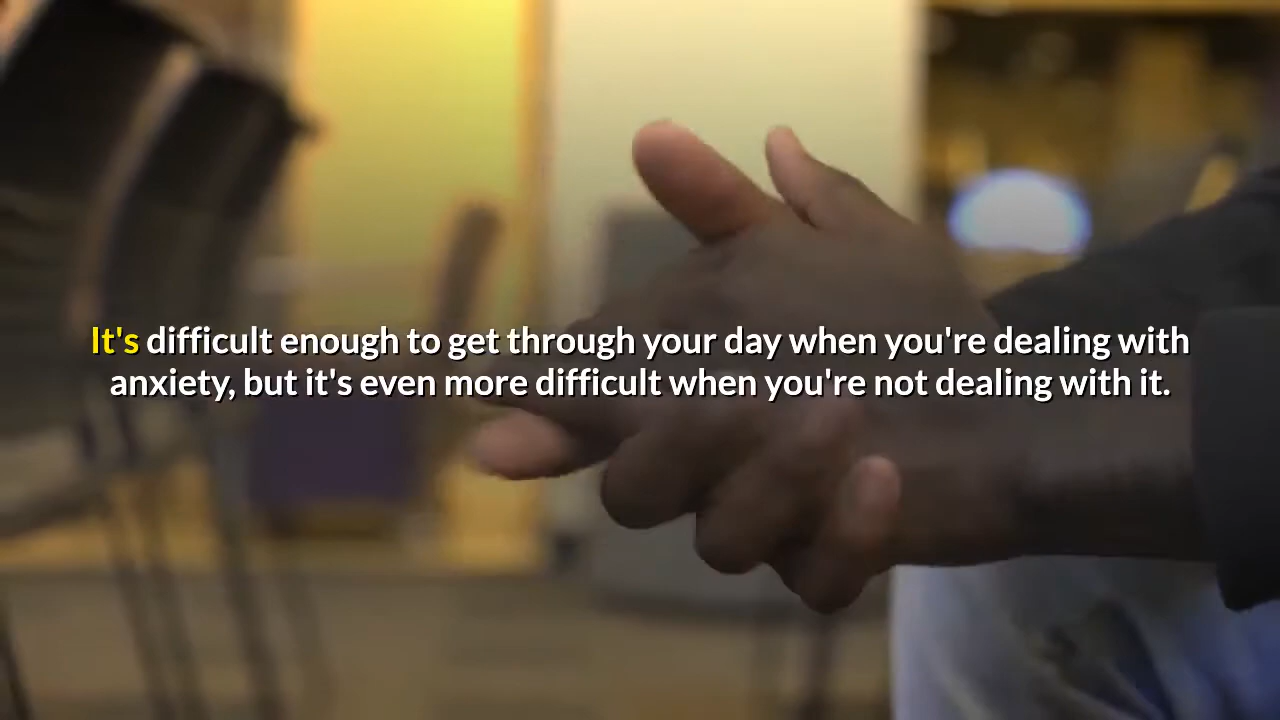 It's difficult enough to get through your day when you're dealing with
anxiety, but it's even more difficult when you're not dealing with it.